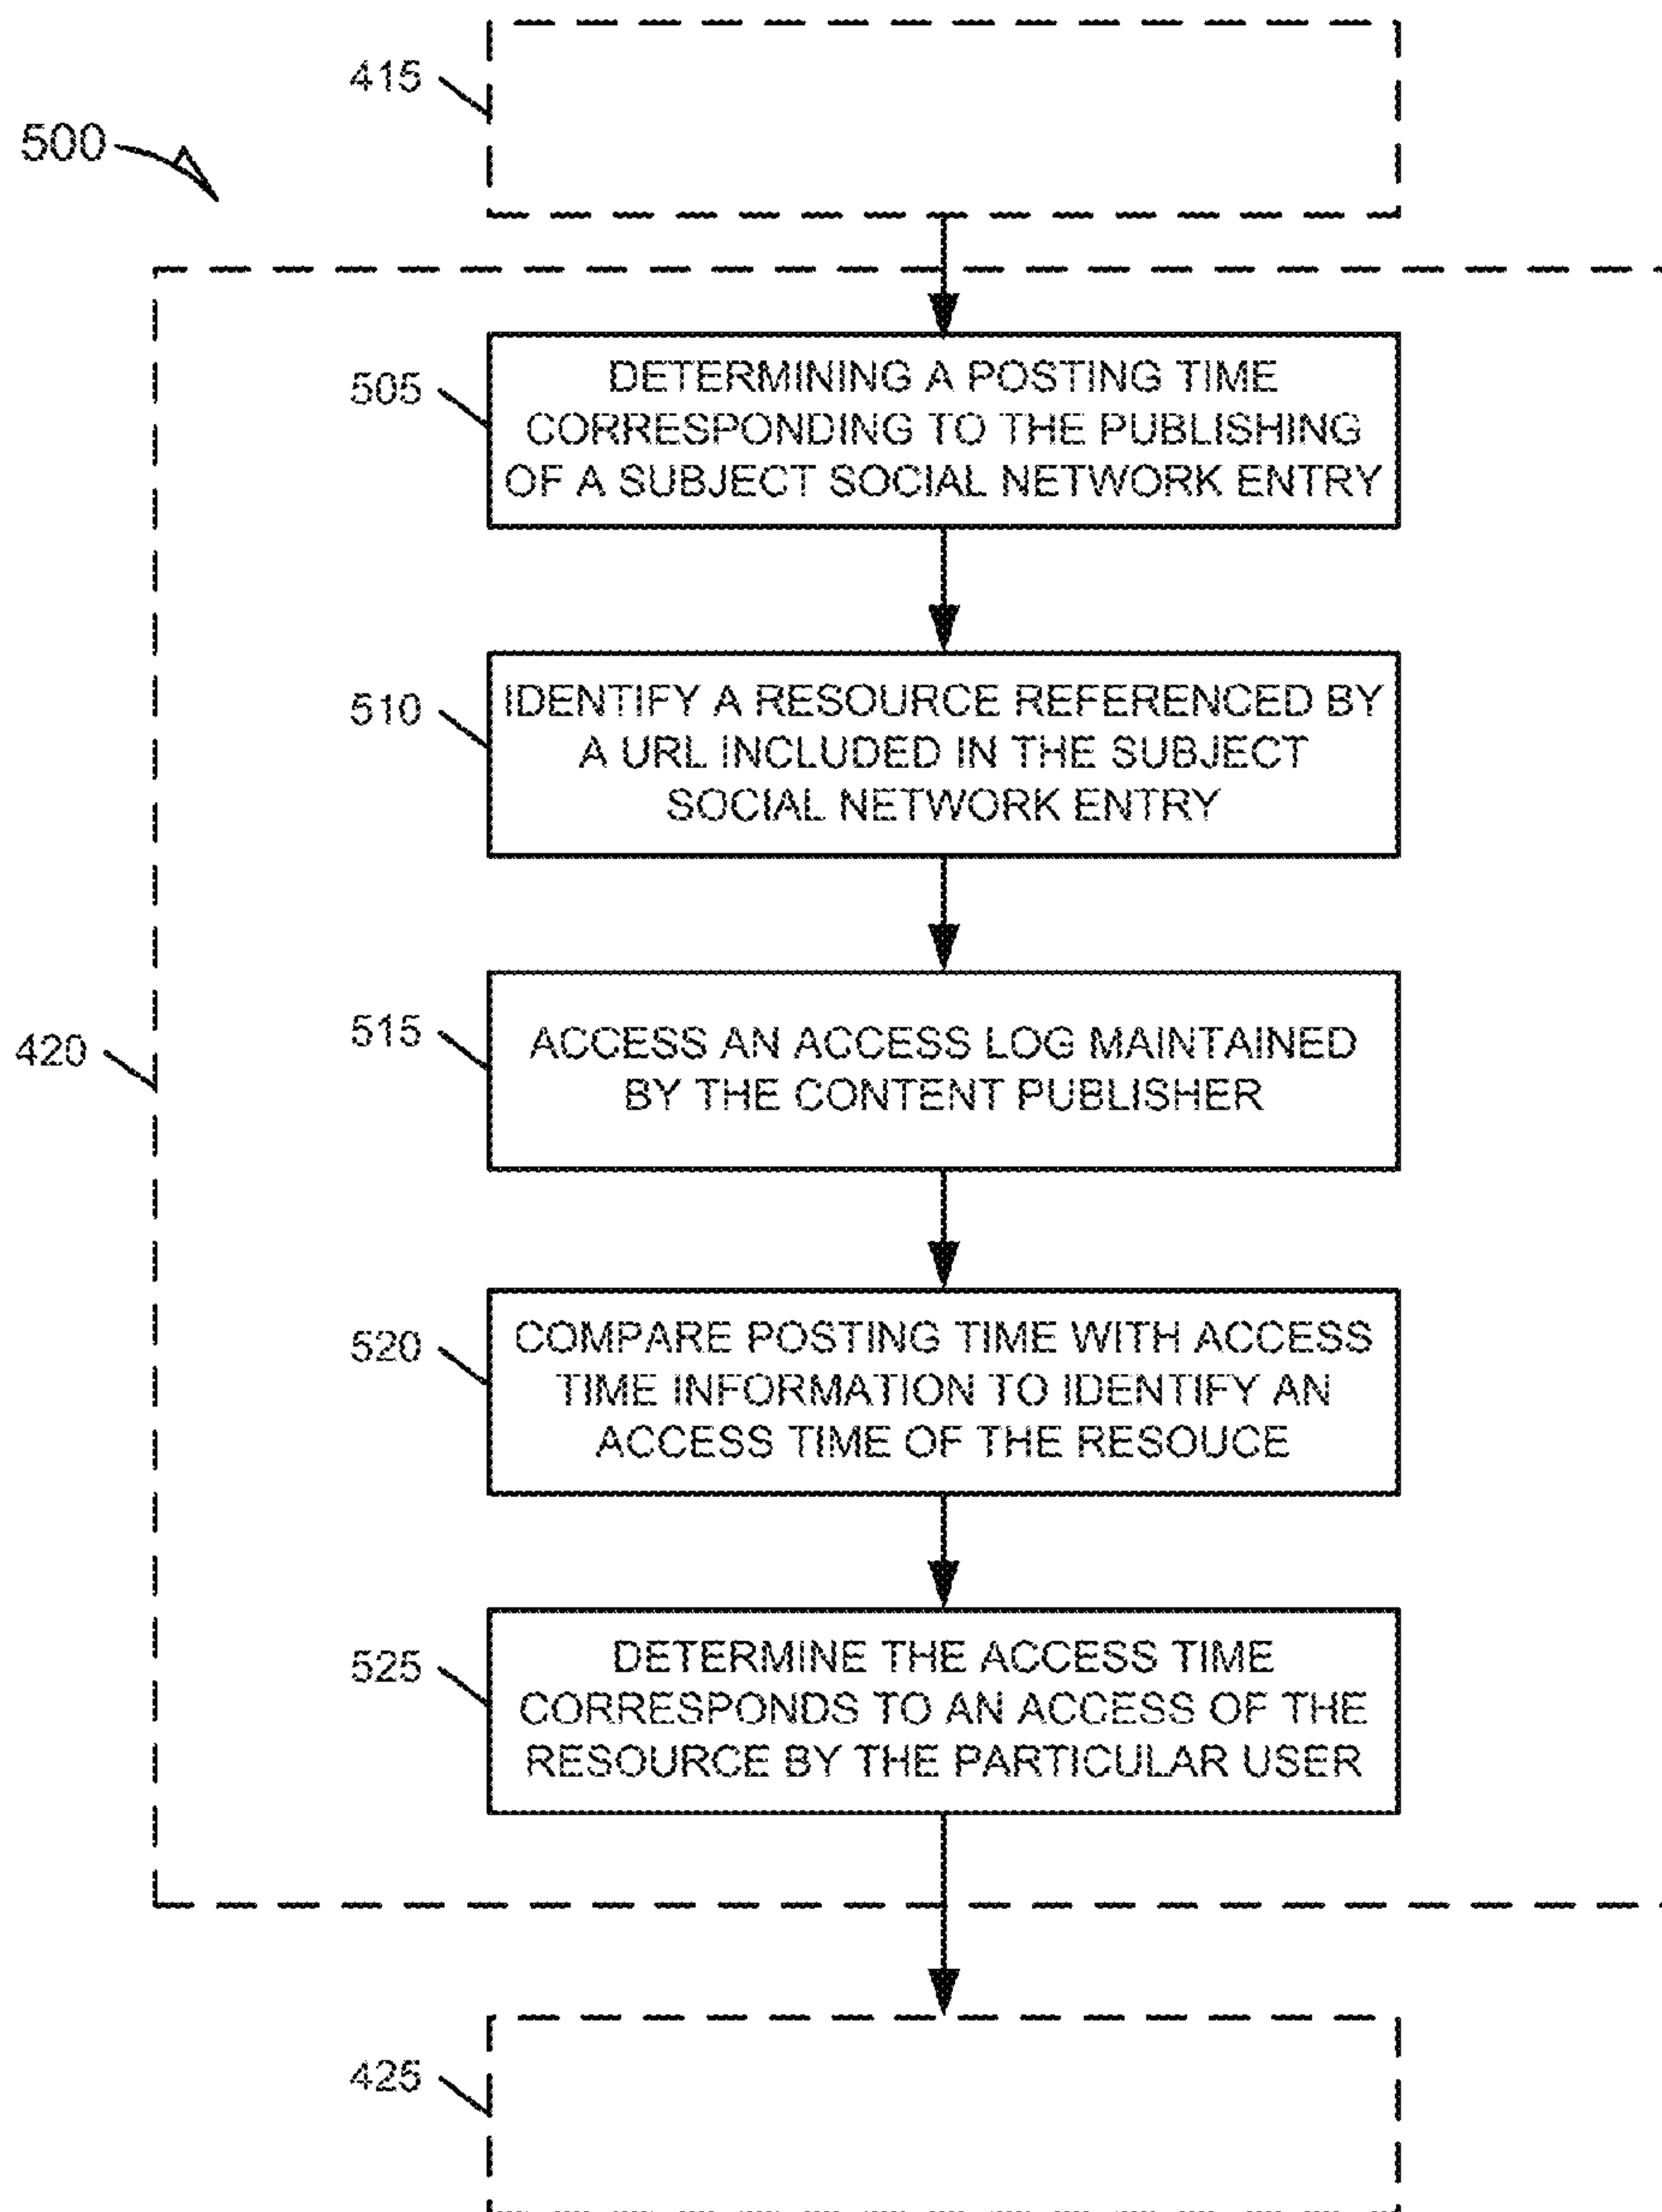 415
500
505
DETERMINING A POSTING TIME
CORRESPONDING TO THE PUBLISHING
OF A SUBJECT SOCIAL NETWORK ENTRY
510
IDENTIFY A RESOURCE REFERENCED BY
A URL INCLUDED IN THE SUBJECT
SOCIAL NETWORK ENTRY
420
515
ACCESS AN ACCESS LOG MAINTAINED
BY THE CONTENT PUBLISHER
520
COMPARE POSTING TIME WITH ACCESS
TIME INFORMATION TO IDENTIFY AN
ACCESS TIME OF THE RESOUCE
525
DETERMINE THE ACCESS TIME
CORRESPONDS TO AN ACCESS OF THE
RESOURCE BY THE PARTICULAR USER
425